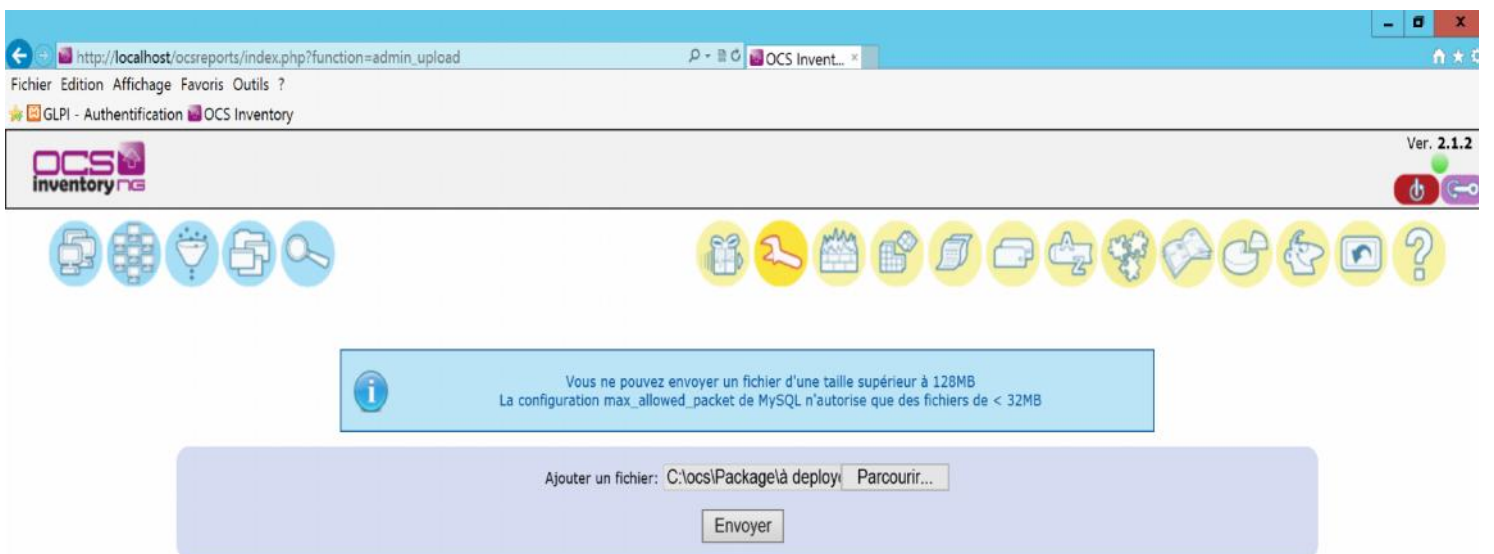 http://localhost/ocsreports/index.php?function=admin_upload
OCS Invent...
Fichier Edition Affichage Favoris Outils ?
GLPI - Authentification OCS Inventory
OCS
inventory NG
Ver. 2.1.2
Vous ne pouvez envoyer un fichier d'une taille supérieur à 128MB
La configuration max_allowed_packet de MySQL n'autorise que des fichiers de < 32MB
Ajouter un fichier: C:\ocs\Package\à deploy Parcourir...
Envoyer